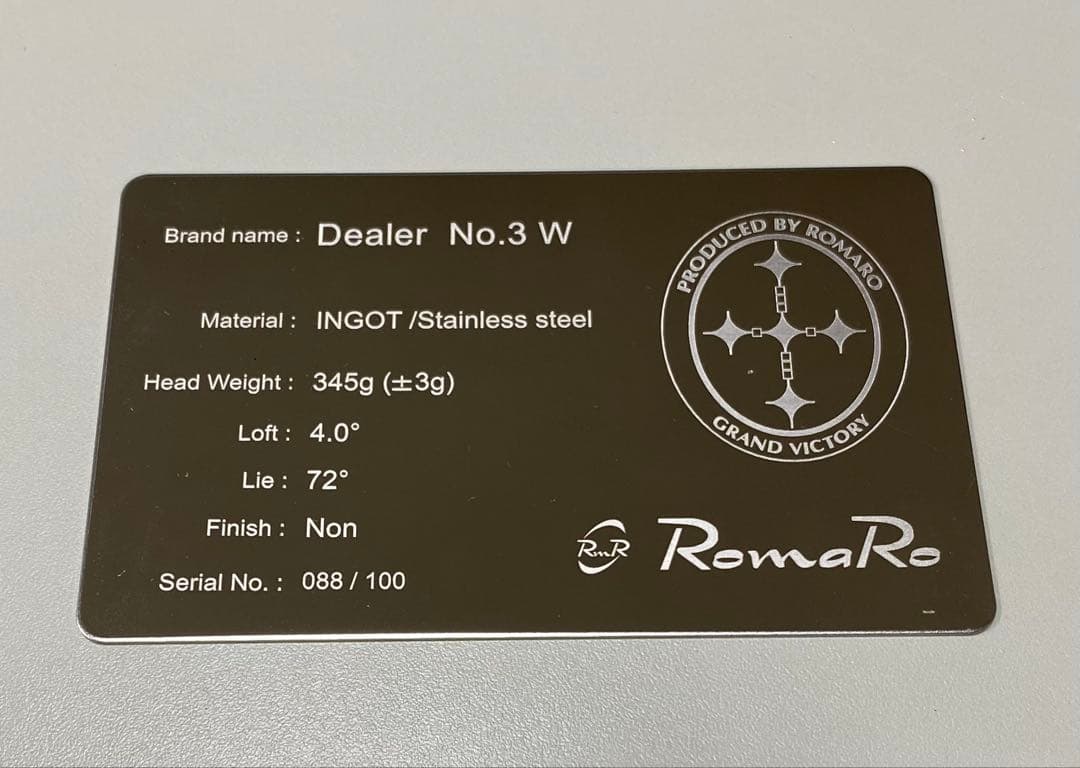 Brand name : Dealer No.3 W
Material : INGOT /Stainless steel
Head Weight : 345g (±3g)
Loft : 4.0°
Lie : 72°
Finish : Non
Serial No. : 088 / 100
PRODUCED BY ROMARO
GRAND VICTORY
RmR RomaRo